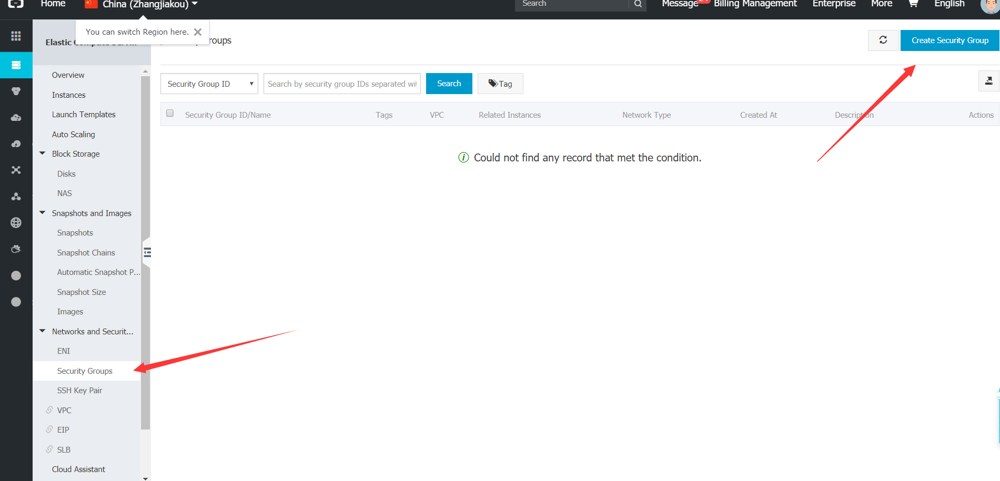 Home
China (Zhangjiakou)
Search
Message
Billing Management
Enterprise
More
English
You can switch Region here.
Elastic
roups
Create Security Group
Overview
Instances
Launch Templates
Auto Scaling
Block Storage
Disks
NAS
Snapshots and Images
Snapshots
Snapshot Chains
Automatic Snapshot P...
Snapshot Size
Images
Networks and Securit...
ENI
Security Groups
SSH Key Pair
VPC
EIP
SLB
Cloud Assistant
Security Group ID
Search by security group IDs separated wit
Search
Tag
Security Group ID/Name
Tags
VPC
Related Instances
Network Type
Created At
Description
Actions
Could not find any record that met the condition.